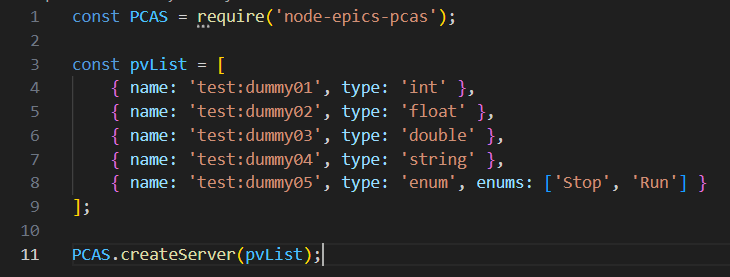 1 const PCAS = require('node-epics-pcas');
2
3 const pvList = [
4     { name: 'test:dummy01', type: 'int' },
5     { name: 'test:dummy02', type: 'float' },
6     { name: 'test:dummy03', type: 'double' },
7     { name: 'test:dummy04', type: 'string' },
8     { name: 'test:dummy05', type: 'enum', enums: ['Stop', 'Run'] }
9 ];
10
11 PCAS.createServer(pvList);